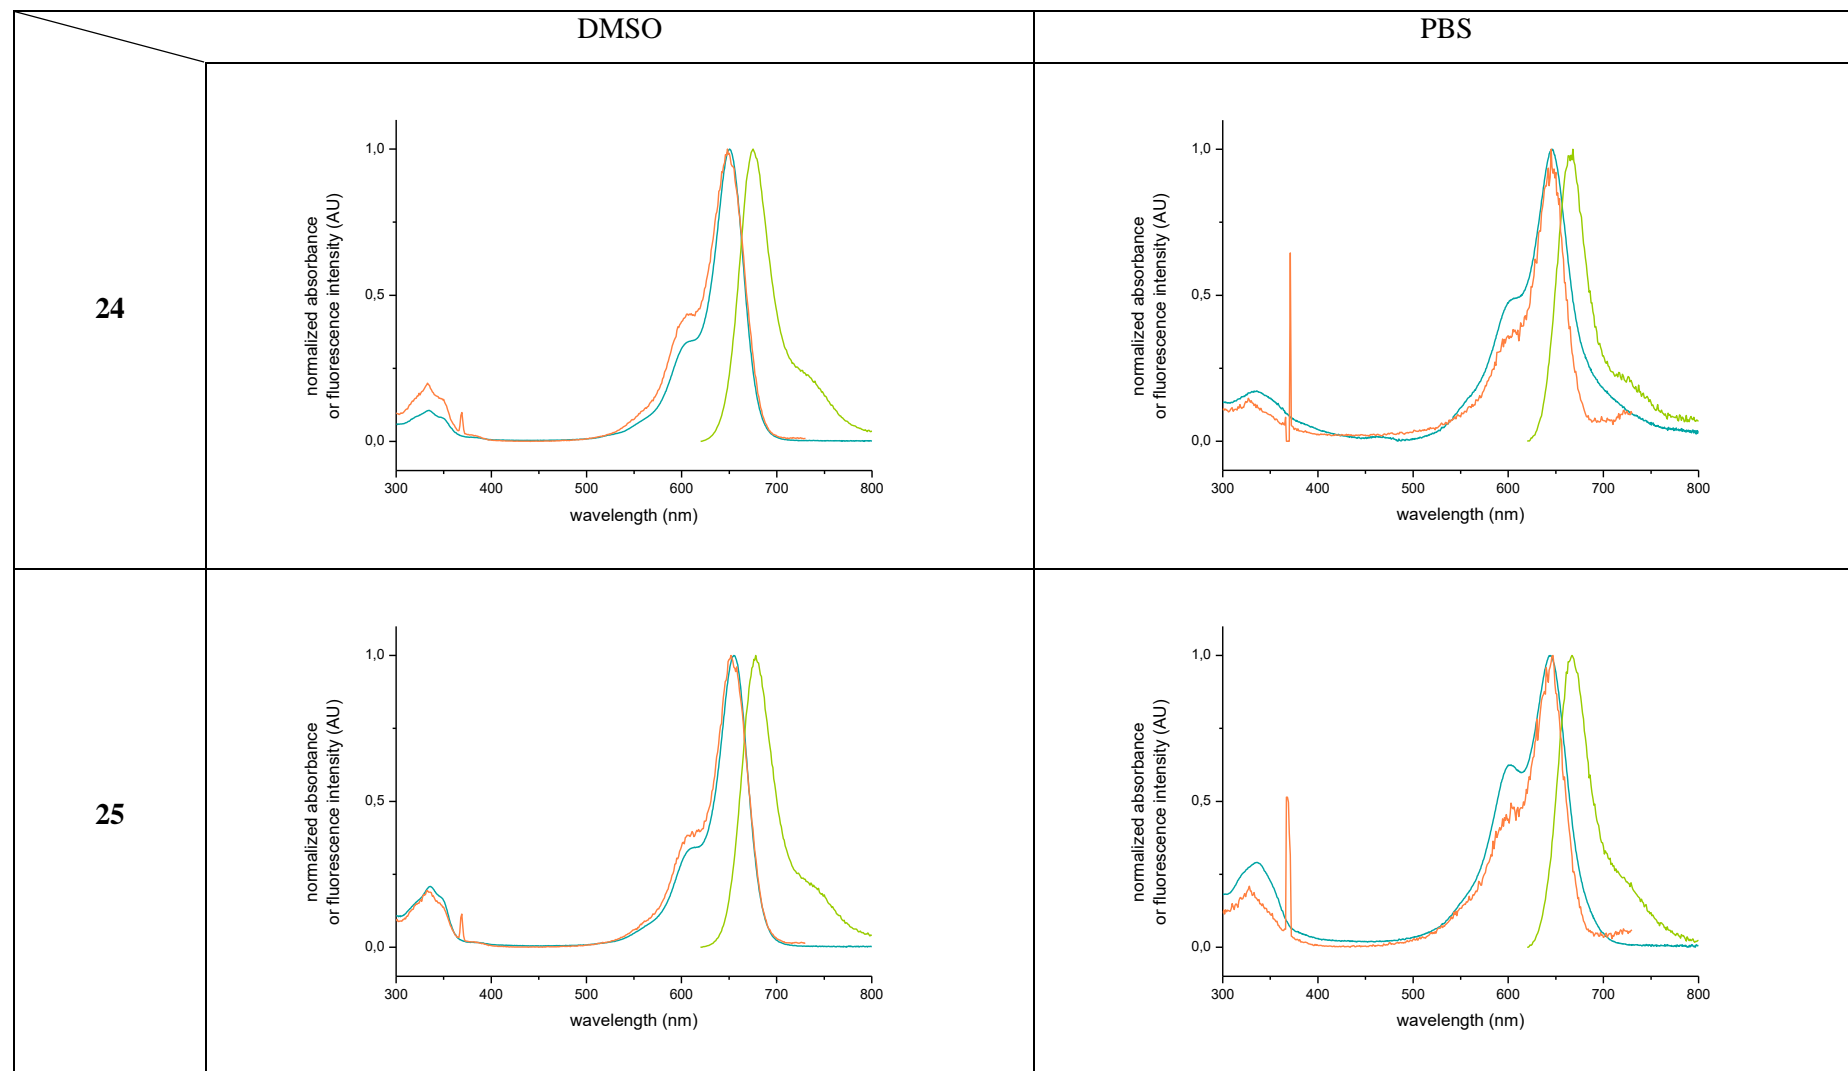 DMSO
PBS
24
normalized absorbance
or fluorescence intensity (AU)
1,0
0,5
0,0
300 400 500 600 700 800
wavelength (nm)
normalized absorbance
or fluorescence intensity (AU)
1,0
0,5
0,0
300 400 500 600 700 800
wavelength (nm)
25
normalized absorbance
or fluorescence intensity (AU)
1,0
0,5
0,0
300 400 500 600 700 800
wavelength (nm)
normalized absorbance
or fluorescence intensity (AU)
1,0
0,5
0,0
300 400 500 600 700 800
wavelength (nm)